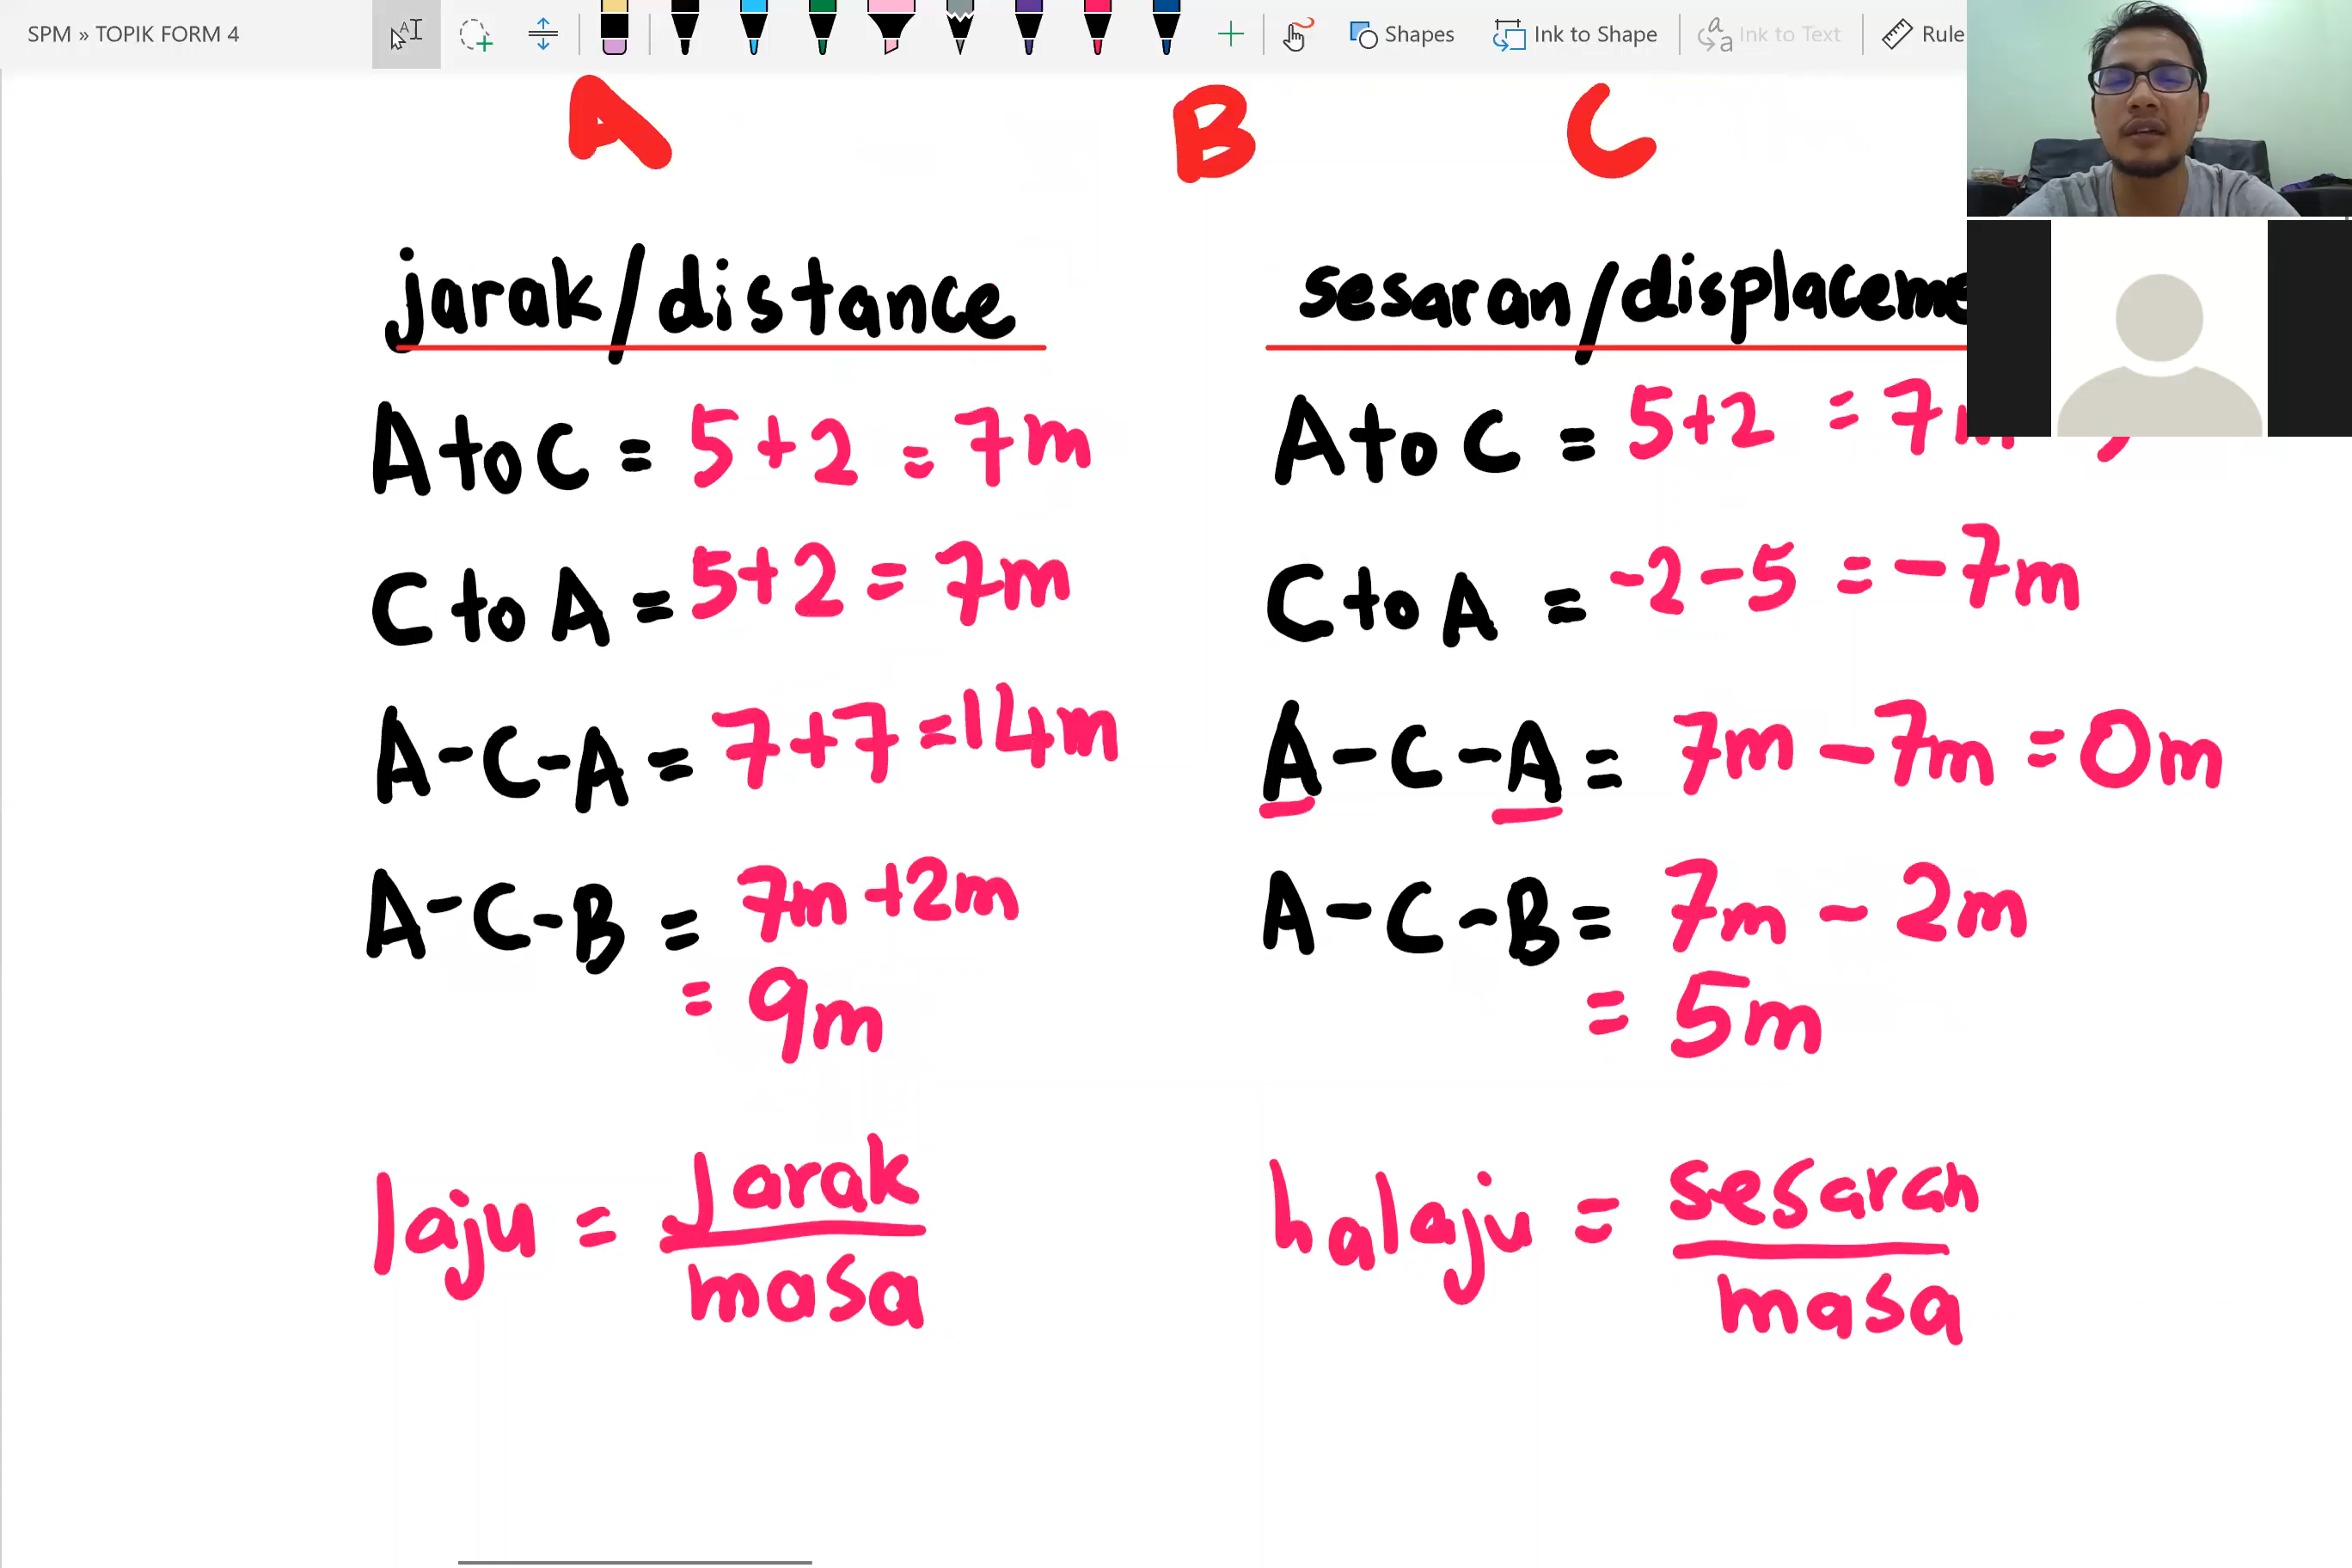 SPM » TOPIK FORM 4
Shapes
Ink to Shape
Ink to Text
Rule
A B C
jarak/distance
A to C = 5+2 = 7m
C to A = 5+2 = 7m
A-C-A = 7+7=14m
A-C-B = 7m +2m
= 9m
laju = Jarak
masa
sesaran/displaceme
A to C = 5+2 = 7m
C to A = -2-5 = -7m
A-C-A = 7m - 7m = 0m
A-C-B = 7m - 2m
= 5m
halaju = sesaran
masa